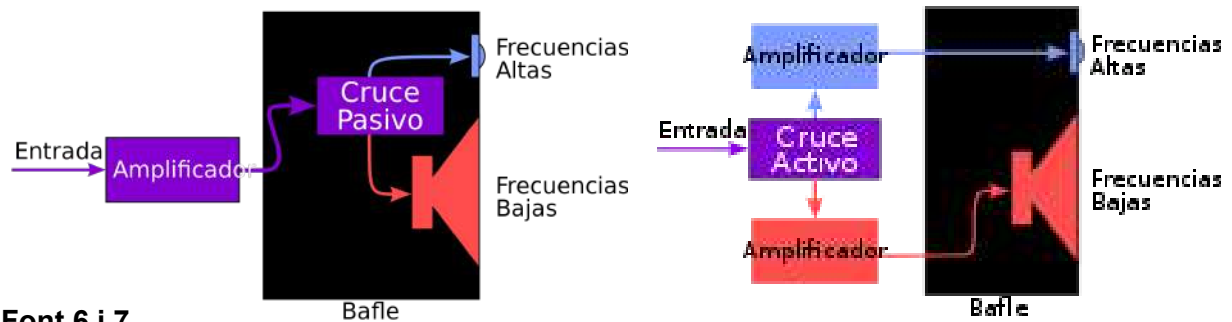 Entrada
Amplificador
Cruce
Pasivo
Frecuencias
Altas
Frecuencias
Bajas
Bafle
Amplificador
Entrada
Cruce
Activo
Amplificador
Frecuencias
Altas
Frecuencias
Bajas
Bafle
Font 6 i 7